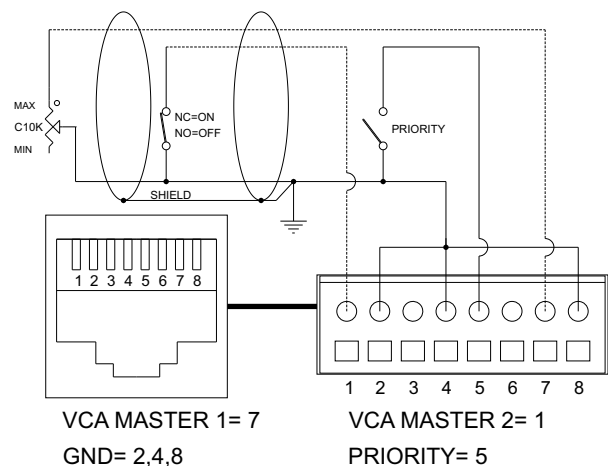 MAX
C10K
MIN
NC=ON
NO=OFF
PRIORITY
SHIELD
1 2 3 4 5 6 7 8
1 2 3 4 5 6 7 8
VCA MASTER 1= 7
VCA MASTER 2= 1
GND= 2,4,8
PRIORITY= 5